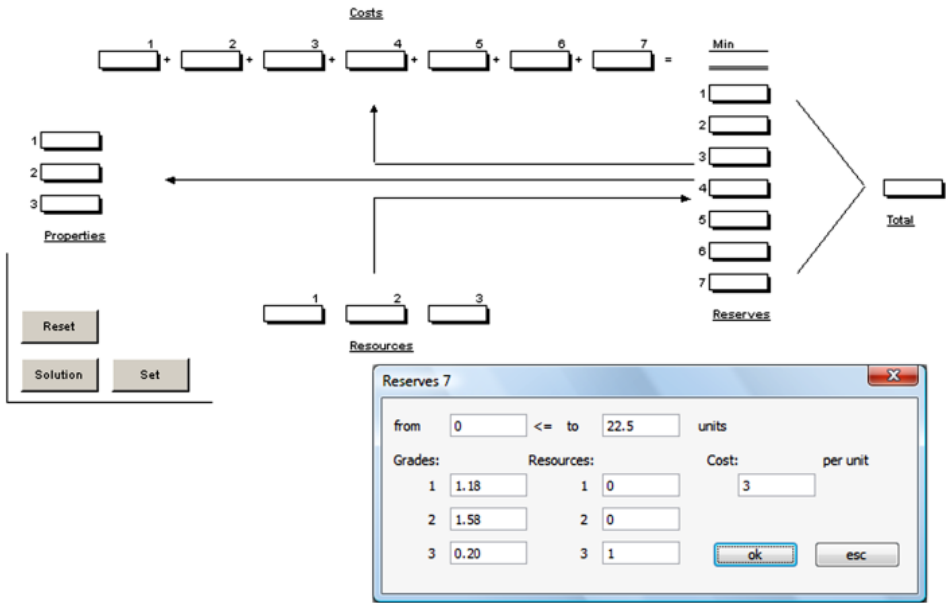 Costs
1 + 2 + 3 + 4 + 5 + 6 + 7 = Min
1
2
3
4
5
6
7
Reserves
Total
1
2
3
Properties
1 2 3
Resources
Reset
Solution Set
Reserves 7
from 0 <= to 22.5 units
Grades: Resources: Cost: per unit
1 1.18 1 0 3
2 1.58 2 0
3 0.20 3 1 ok esc